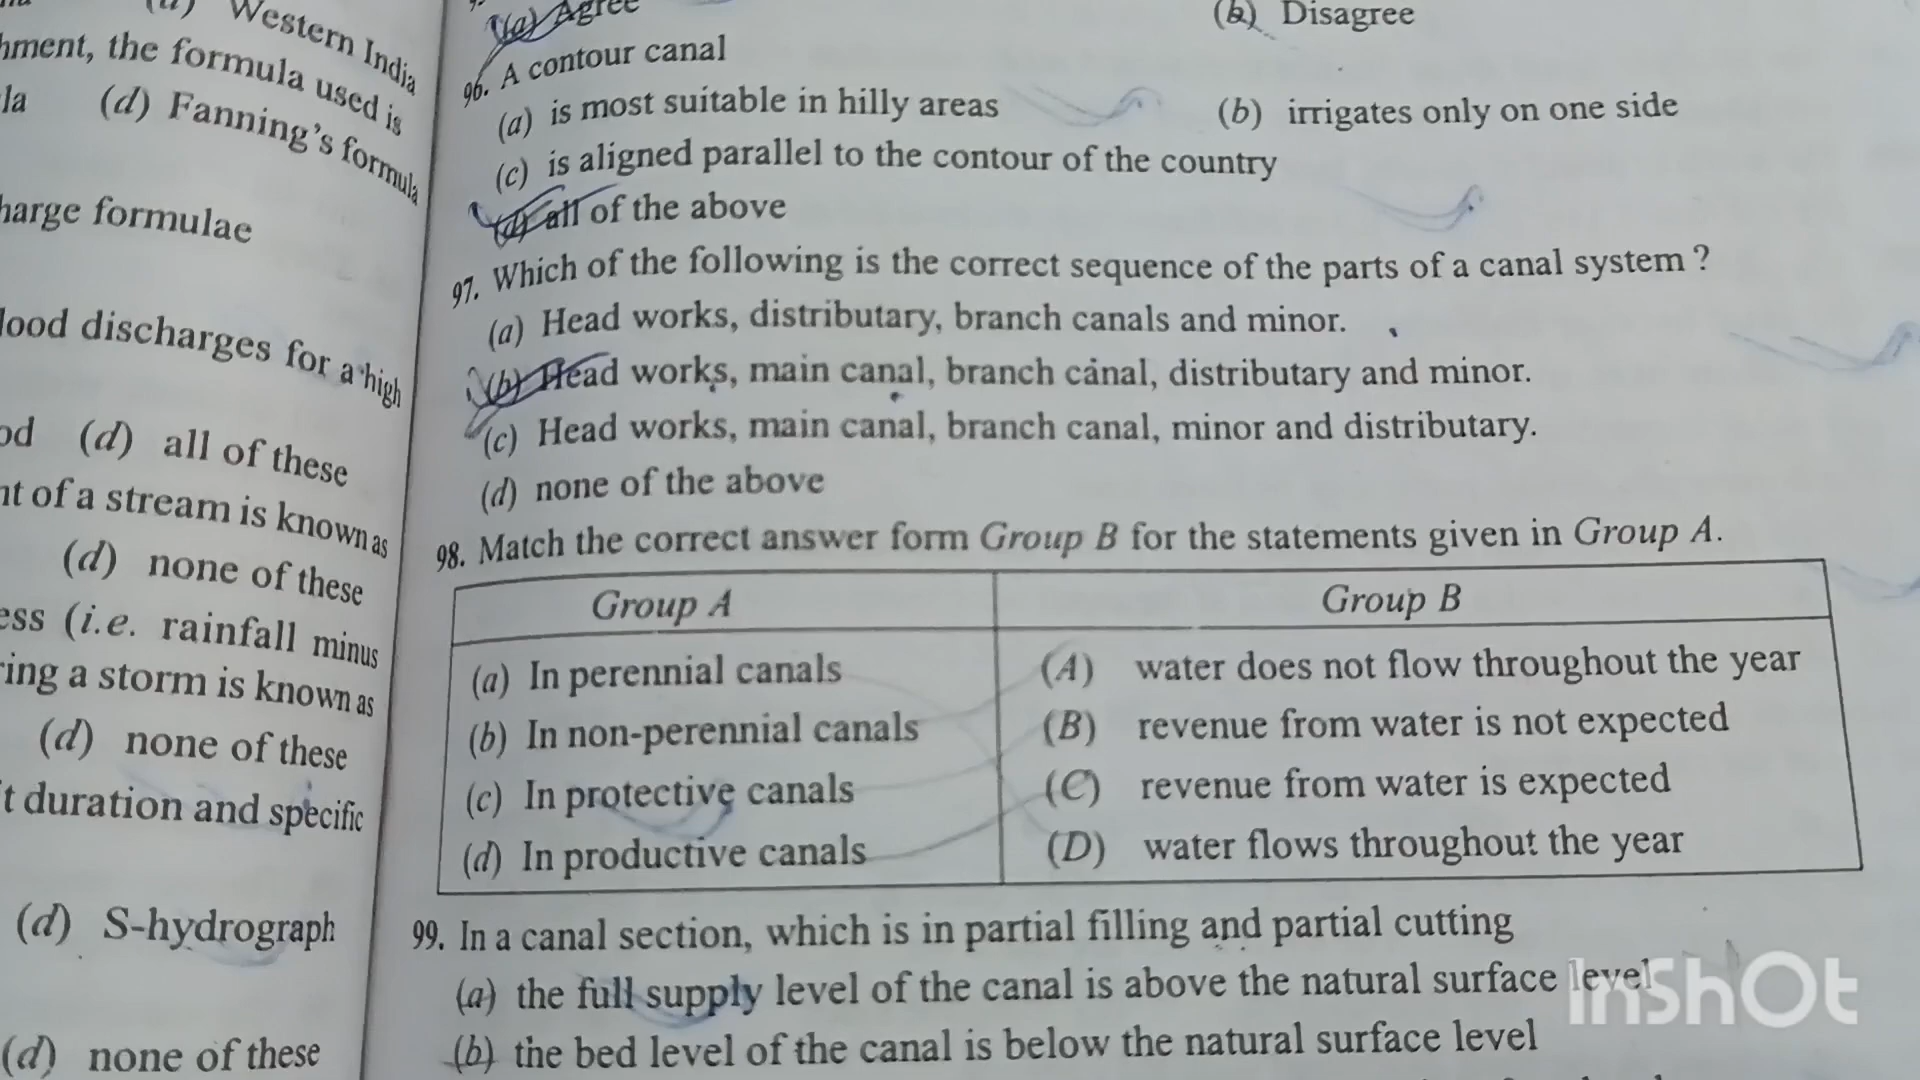 (a) Western India
hment, the formula used is
la (d) Fanning's formula
harge formulae
lood discharges for a high
od (d) all of these
nt of a stream is known as
(d) none of these
ess (i.e. rainfall minus
ring a storm is known as
(d) none of these
t duration and specific
(d) S-hydrograph
(d) none of these
(a) Agree (b) Disagree
96. A contour canal
(a) is most suitable in hilly areas (b) irrigates only on one side
(c) is aligned parallel to the contour of the country
(d) all of the above
97. Which of the following is the correct sequence of the parts of a canal system ?
(a) Head works, distributary, branch canals and minor.
(b) Head works, main canal, branch canal, distributary and minor.
(c) Head works, main canal, branch canal, minor and distributary.
(d) none of the above
98. Match the correct answer form Group B for the statements given in Group A.
Group A Group B
(a) In perennial canals (A) water does not flow throughout the year
(b) In non-perennial canals (B) revenue from water is not expected
(c) In protective canals (C) revenue from water is expected
(d) In productive canals (D) water flows throughout the year
99. In a canal section, which is in partial filling and partial cutting
(a) the full supply level of the canal is above the natural surface level
(b) the bed level of the canal is below the natural surface level
InShOt